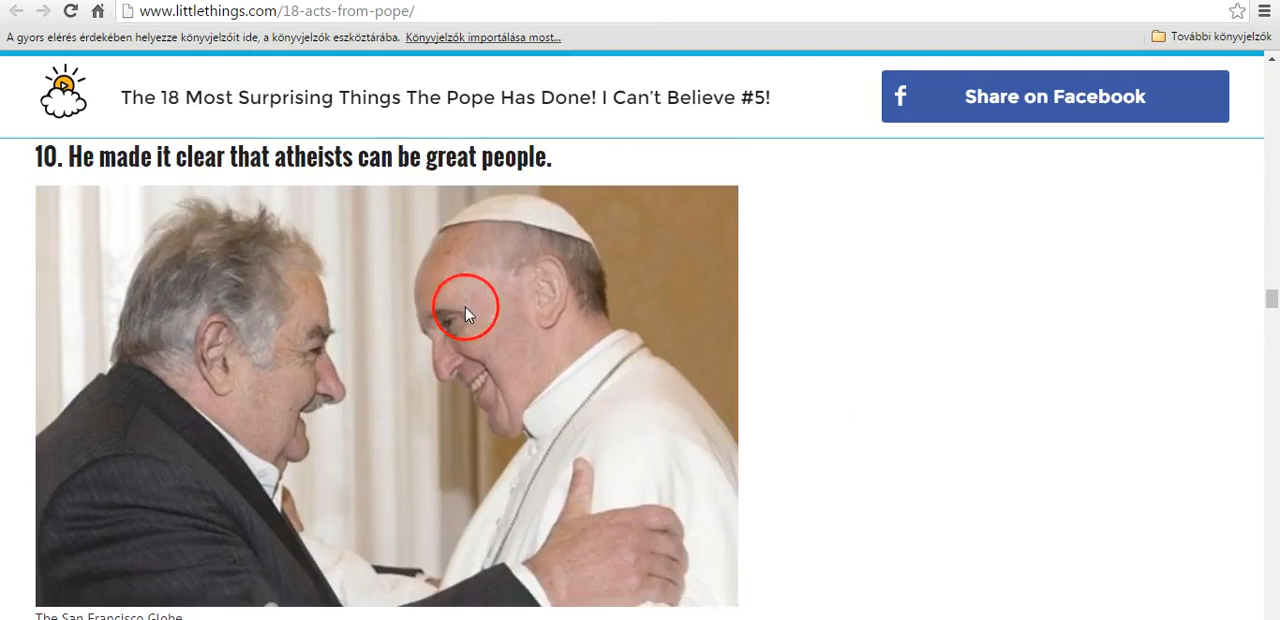 www.littlethings.com/18-acts-from-pope/
A gyors elérés érdekében helyezze könyvjelzőit ide, a könyvjelzők eszköztárába. Könyvjelzők importálása most...
További könyvjelzők
The 18 Most Surprising Things The Pope Has Done! I Can't Believe #5!
f Share on Facebook
10. He made it clear that atheists can be great people.
The San Francisco Globe